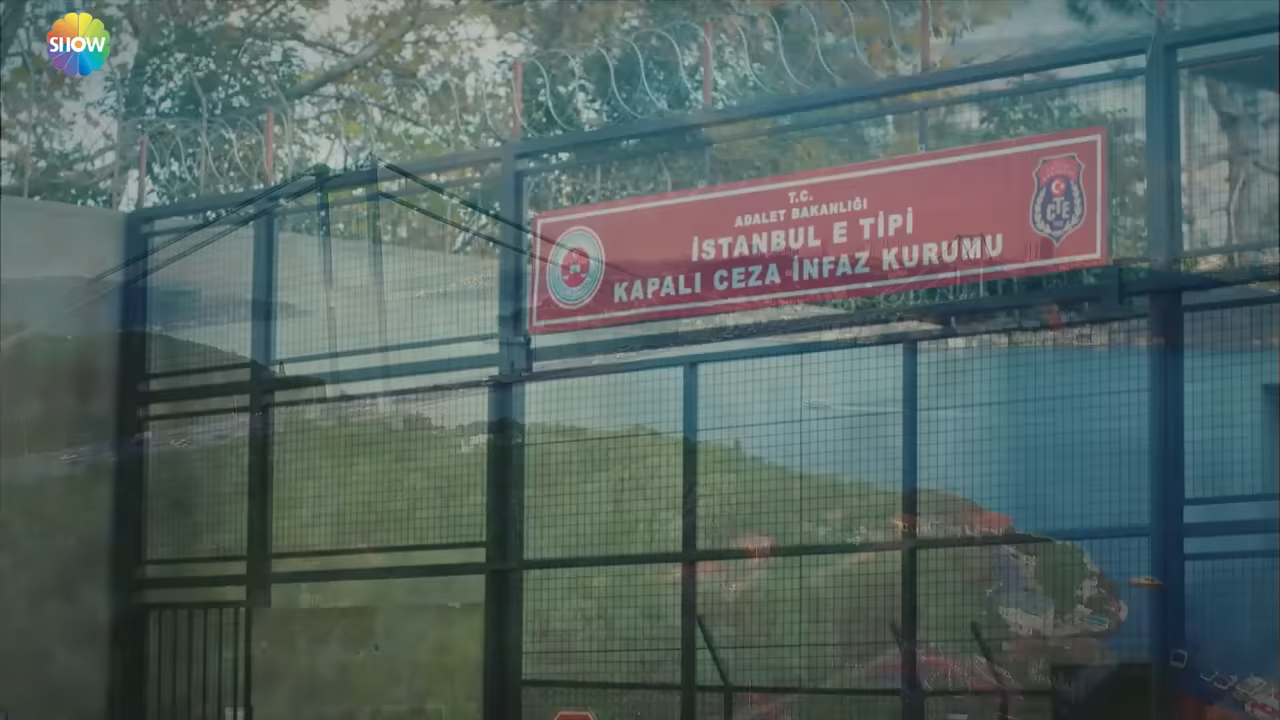 SHOW
T.C.
ADALET BAKANLIĞI
İSTANBUL E TİPİ
KAPALI CEZA İNFAZ KURUMU
CTE